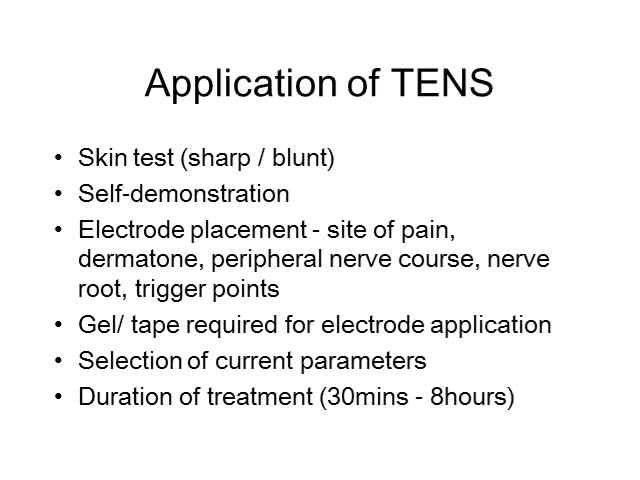 Application of TENS
• Skin test (sharp / blunt)
• Self-demonstration
• Electrode placement - site of pain,
dermatone, peripheral nerve course, nerve
root, trigger points
• Gel/ tape required for electrode application
• Selection of current parameters
• Duration of treatment (30mins - 8hours)